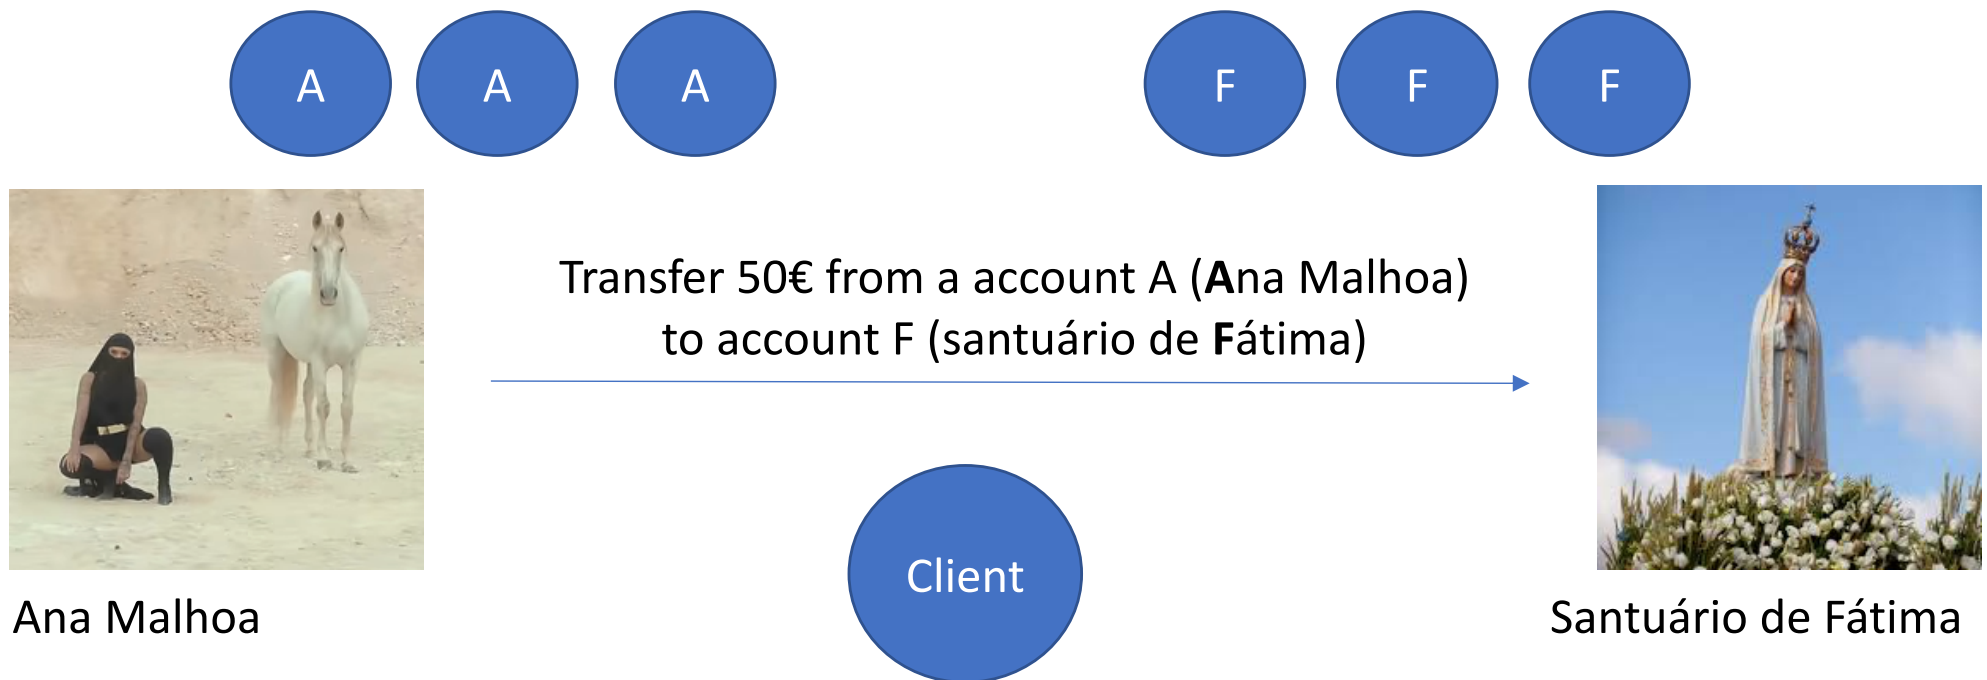 A A A F F F
Transfer 50€ from a account A (Ana Malhoa)
to account F (santuário de Fátima)
Client
Ana Malhoa
Santuário de Fátima